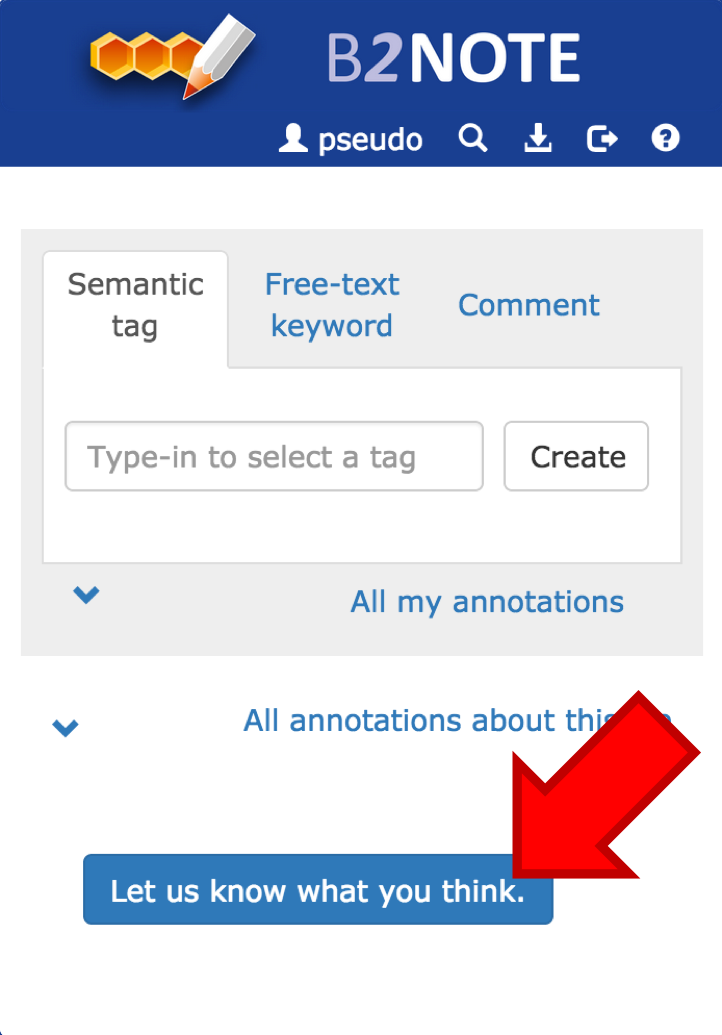 B2NOTE
pseudo
Semantic
tag
Free-text
keyword
Comment
Type-in to select a tag
Create
All my annotations
All annotations about this
Let us know what you think.